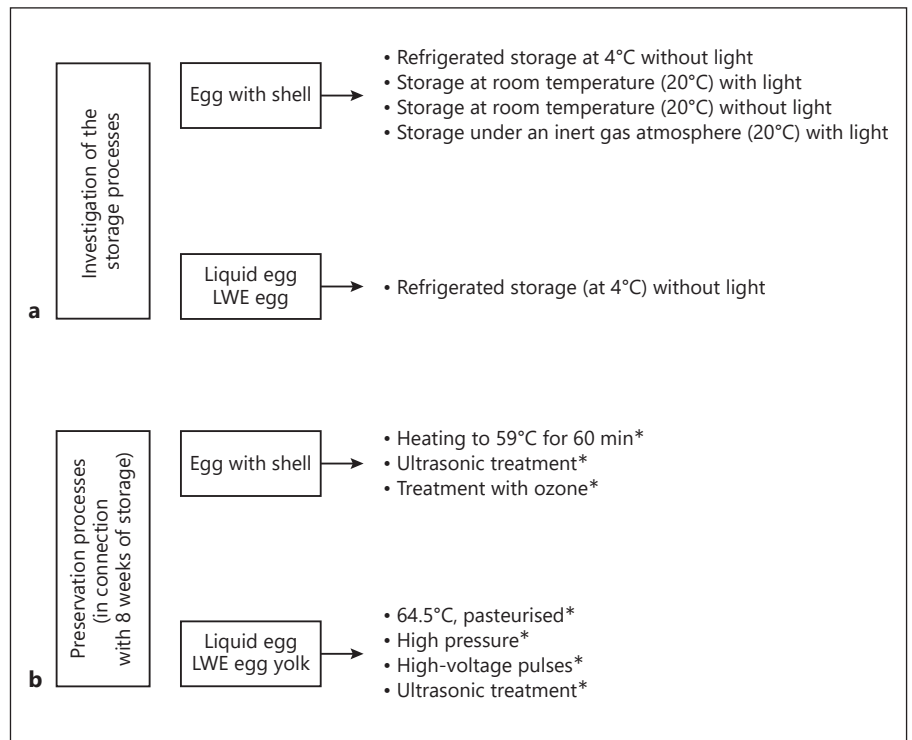 Investigation of the
storage processes
Egg with shell
• Refrigerated storage at 4°C without light
• Storage at room temperature (20°C) with light
• Storage at room temperature (20°C) without light
• Storage under an inert gas atmosphere (20°C) with light
Liquid egg
LWE egg
• Refrigerated storage (at 4°C) without light
a
Preservation processes
(in connection
with 8 weeks of storage)
Egg with shell
• Heating to 59°C for 60 min*
• Ultrasonic treatment*
• Treatment with ozone*
Liquid egg
LWE egg yolk
• 64.5°C, pasteurised*
• High pressure*
• High-voltage pulses*
• Ultrasonic treatment*
b